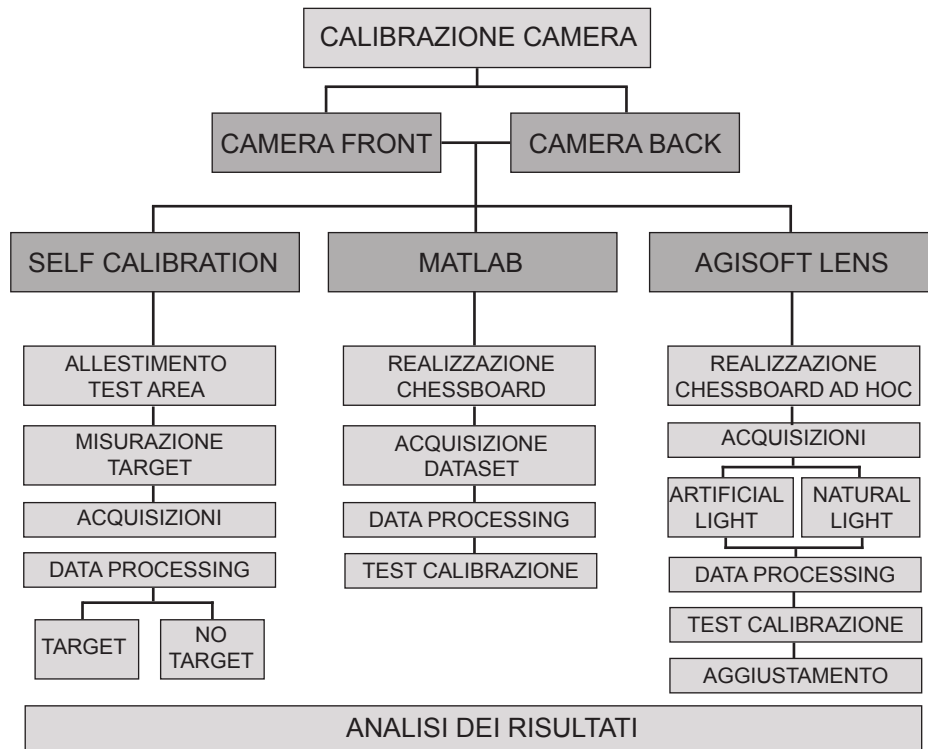 CALIBRAZIONE CAMERA
CAMERA FRONT
CAMERA BACK
SELF CALIBRATION
MATLAB
AGISOFT LENS
ALLESTIMENTO
TEST AREA
REALIZZAZIONE
CHESSBOARD
REALIZZAZIONE
CHESSBOARD AD HOC
MISURAZIONE
TARGET
ACQUISIZIONE
DATASET
ACQUISIZIONI
ARTIFICIAL
LIGHT
NATURAL
LIGHT
ACQUISIZIONI
DATA PROCESSING
DATA PROCESSING
TEST CALIBRAZIONE
DATA PROCESSING
TARGET
NO
TARGET
TEST CALIBRAZIONE
AGGIUSTAMENTO
ANALISI DEI RISULTATI